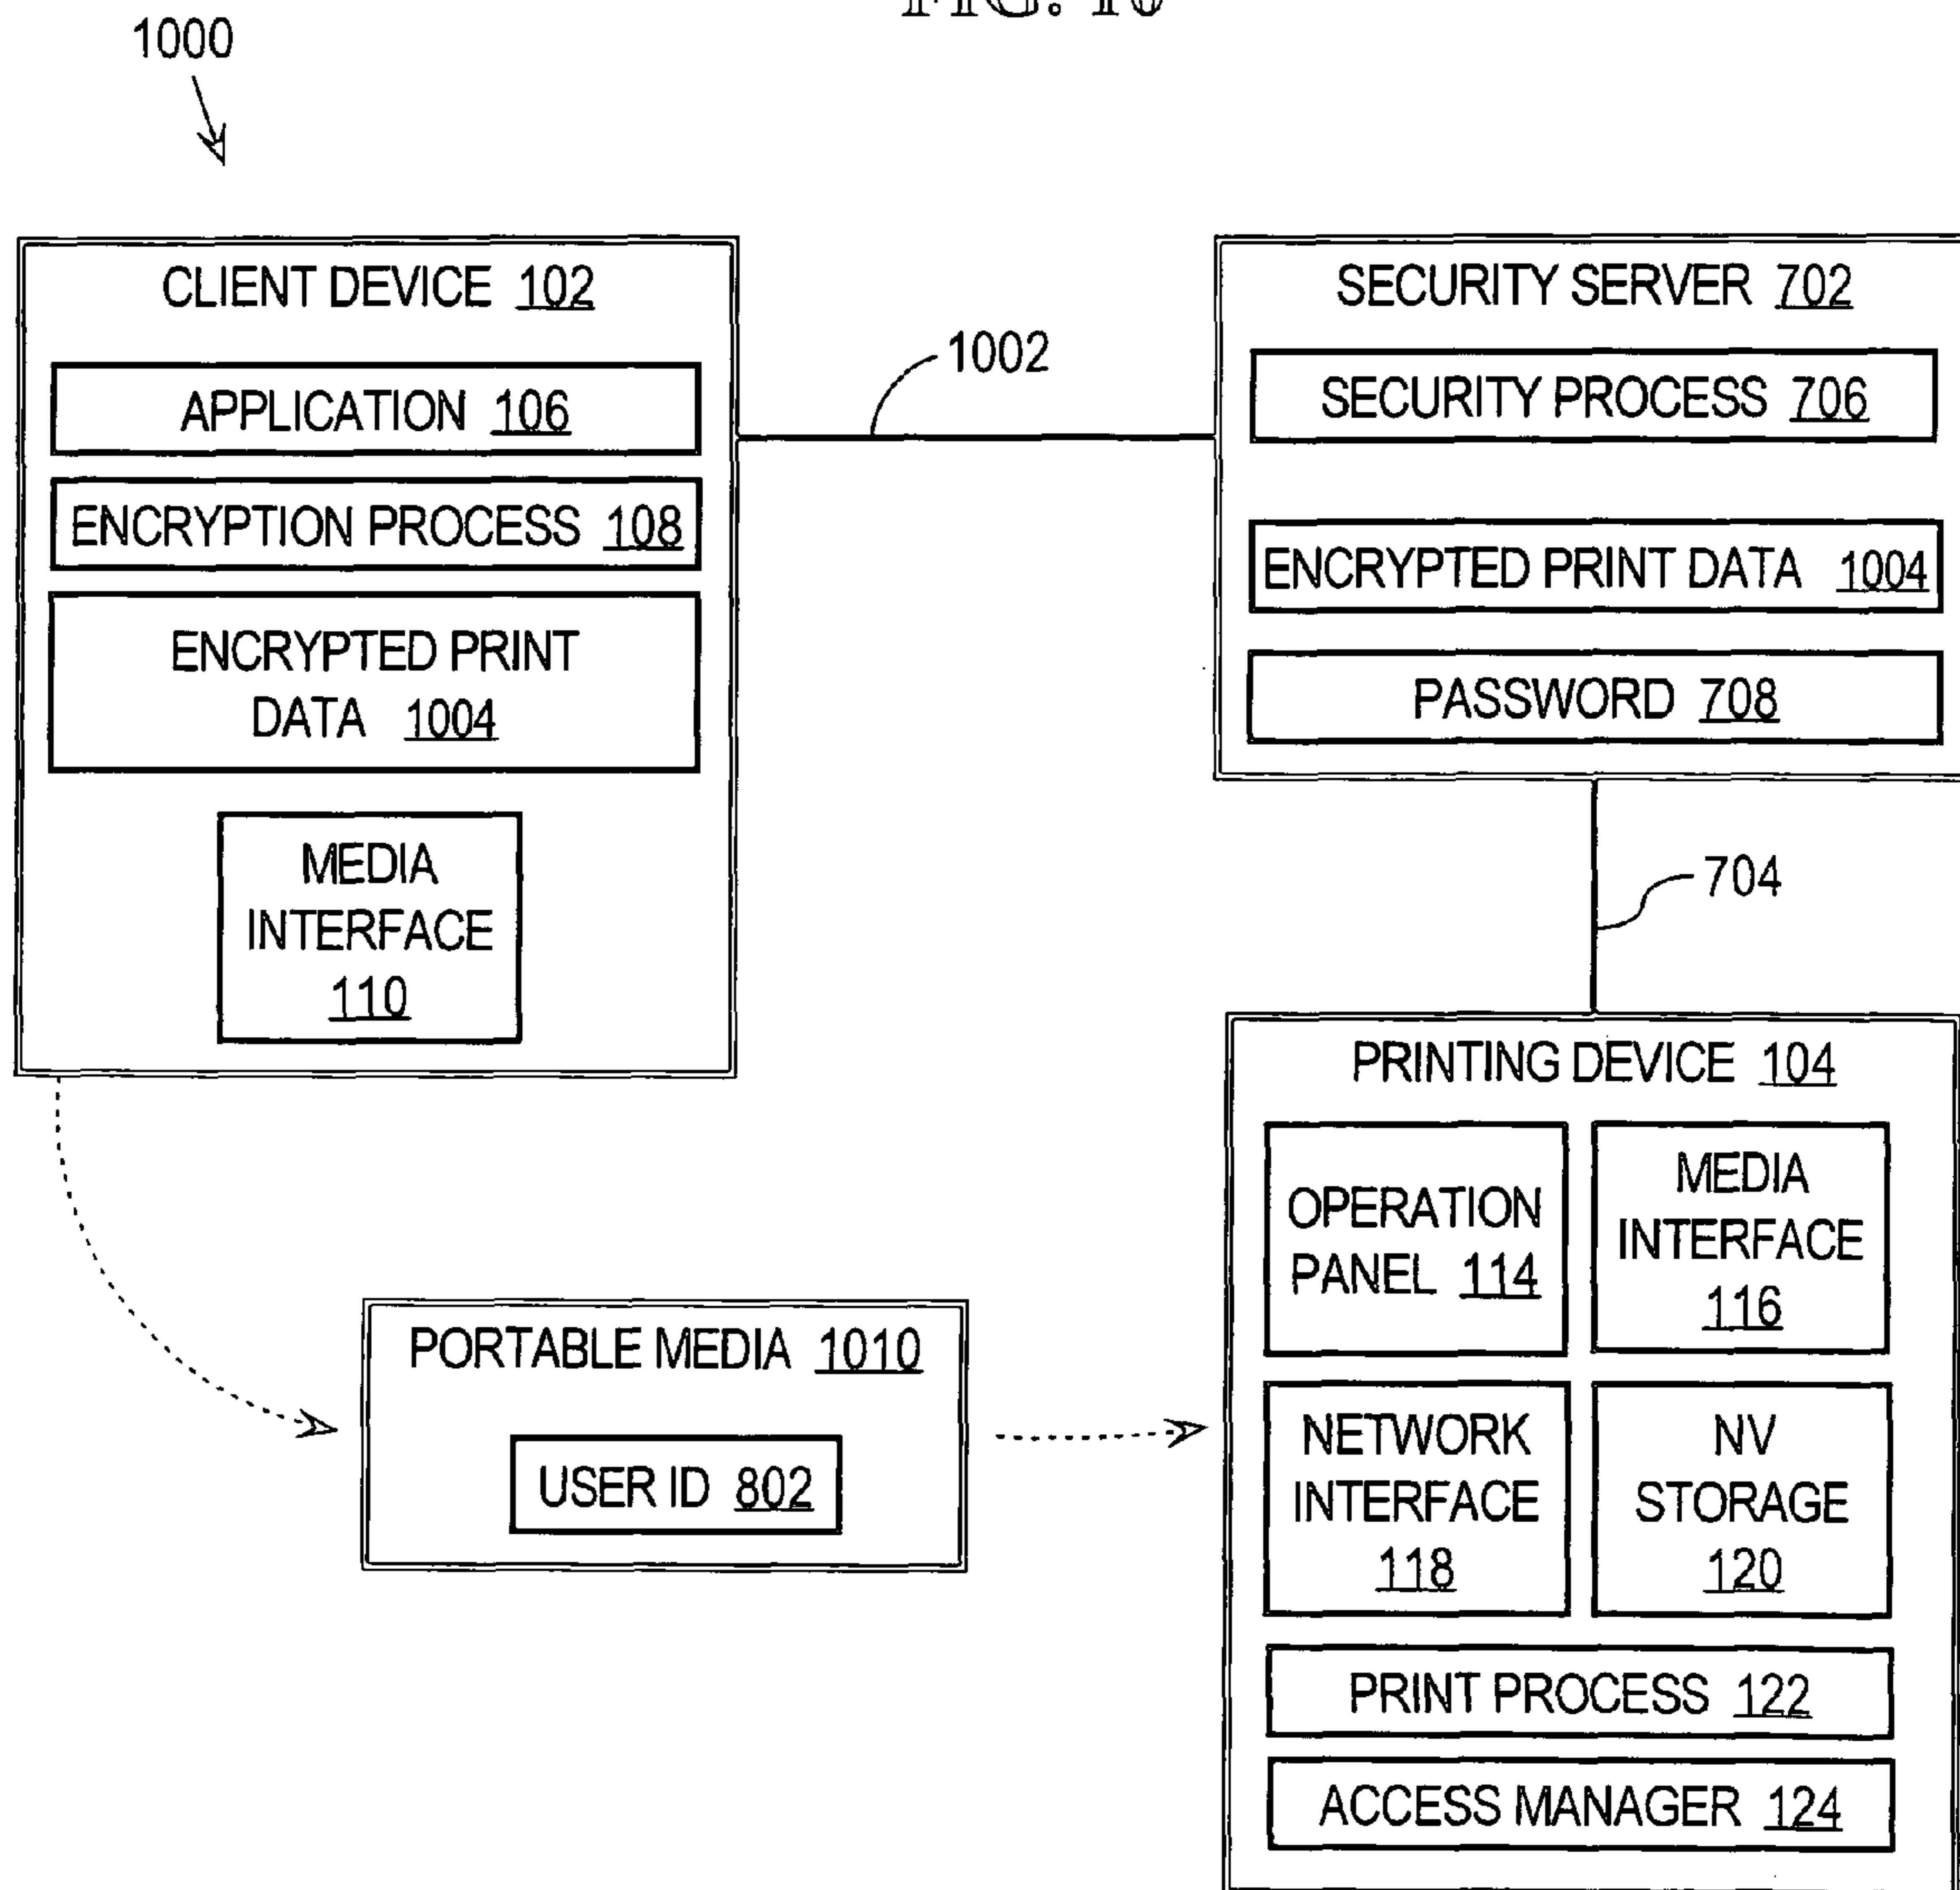 FIG. 10
1000
CLIENT DEVICE 102
APPLICATION 106
ENCRYPTION PROCESS 108
ENCRYPTED PRINT
DATA 1004
MEDIA
INTERFACE
110
1002
SECURITY SERVER 702
SECURITY PROCESS 706
ENCRYPTED PRINT DATA 1004
PASSWORD 708
704
PORTABLE MEDIA 1010
USER ID 802
PRINTING DEVICE 104
OPERATION
PANEL 114
MEDIA
INTERFACE
116
NETWORK
INTERFACE
118
NV
STORAGE
120
PRINT PROCESS 122
ACCESS MANAGER 124